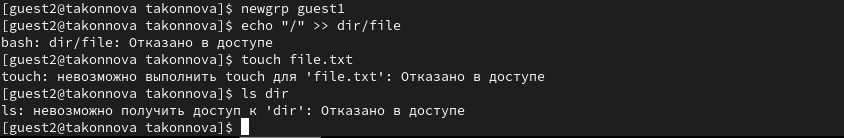 [guest2@takonnova takonnova]$ newgrp guest1
[guest2@takonnova takonnova]$ echo "/" >> dir/file
bash: dir/file: Отказано в доступе
[guest2@takonnova takonnova]$ touch file.txt
touch: невозможно выполнить touch для 'file.txt': Отказано в доступе
[guest2@takonnova takonnova]$ ls dir
ls: невозможно получить доступ к 'dir': Отказано в доступе
[guest2@takonnova takonnova]$